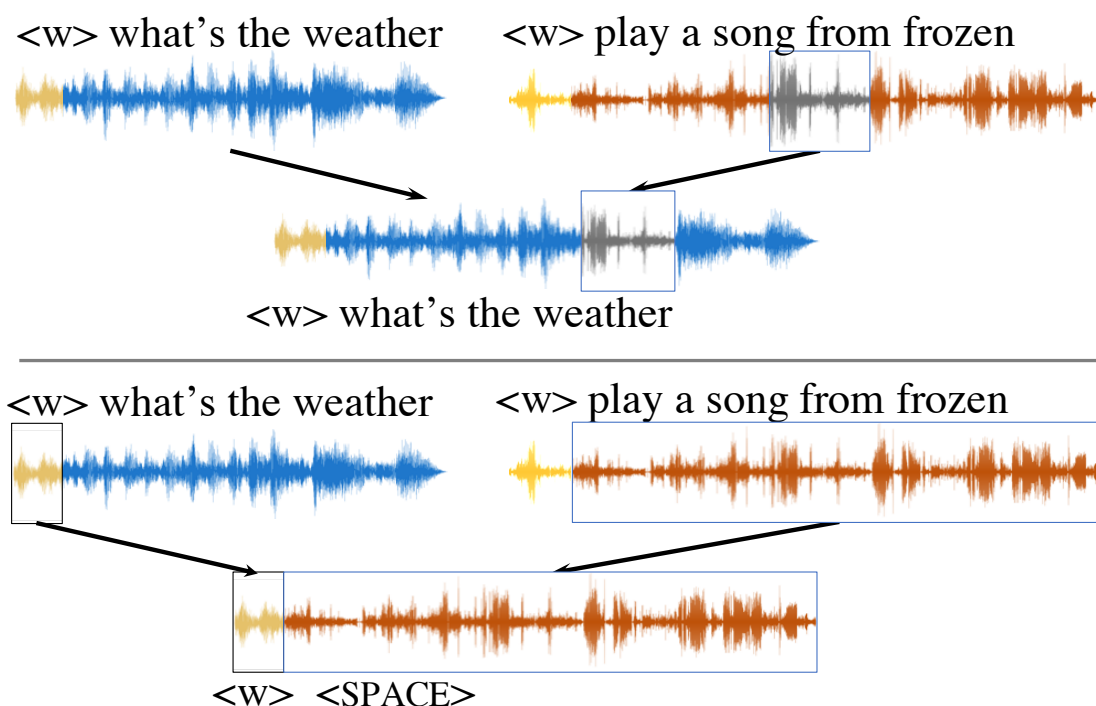 <w> what's the weather
<w> play a song from frozen
<w> what's the weather
<w> what's the weather
<w> play a song from frozen
<w> <SPACE>